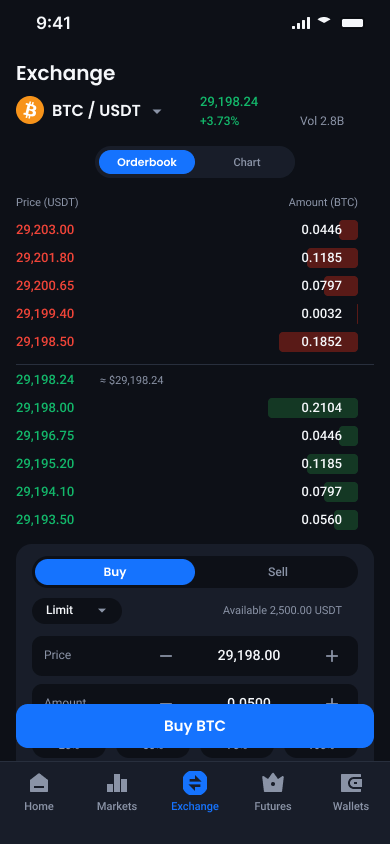 9:41
Exchange
BTC / USDT
29,198.24
+3.73%
Vol 2.8B
Orderbook Chart
Price (USDT) Amount (BTC)
29,203.00 0.0446
29,201.80 0.1185
29,200.65 0.0797
29,199.40 0.0032
29,198.50 0.1852
29,198.24 ≈ $29,198.24
29,198.00 0.2104
29,196.75 0.0446
29,195.20 0.1185
29,194.10 0.0797
29,193.50 0.0560
Buy Sell
Limit Available 2,500.00 USDT
Price — 29,198.00 +
Amount — 0.0500 +
Buy BTC
Home Markets Exchange Futures Wallets